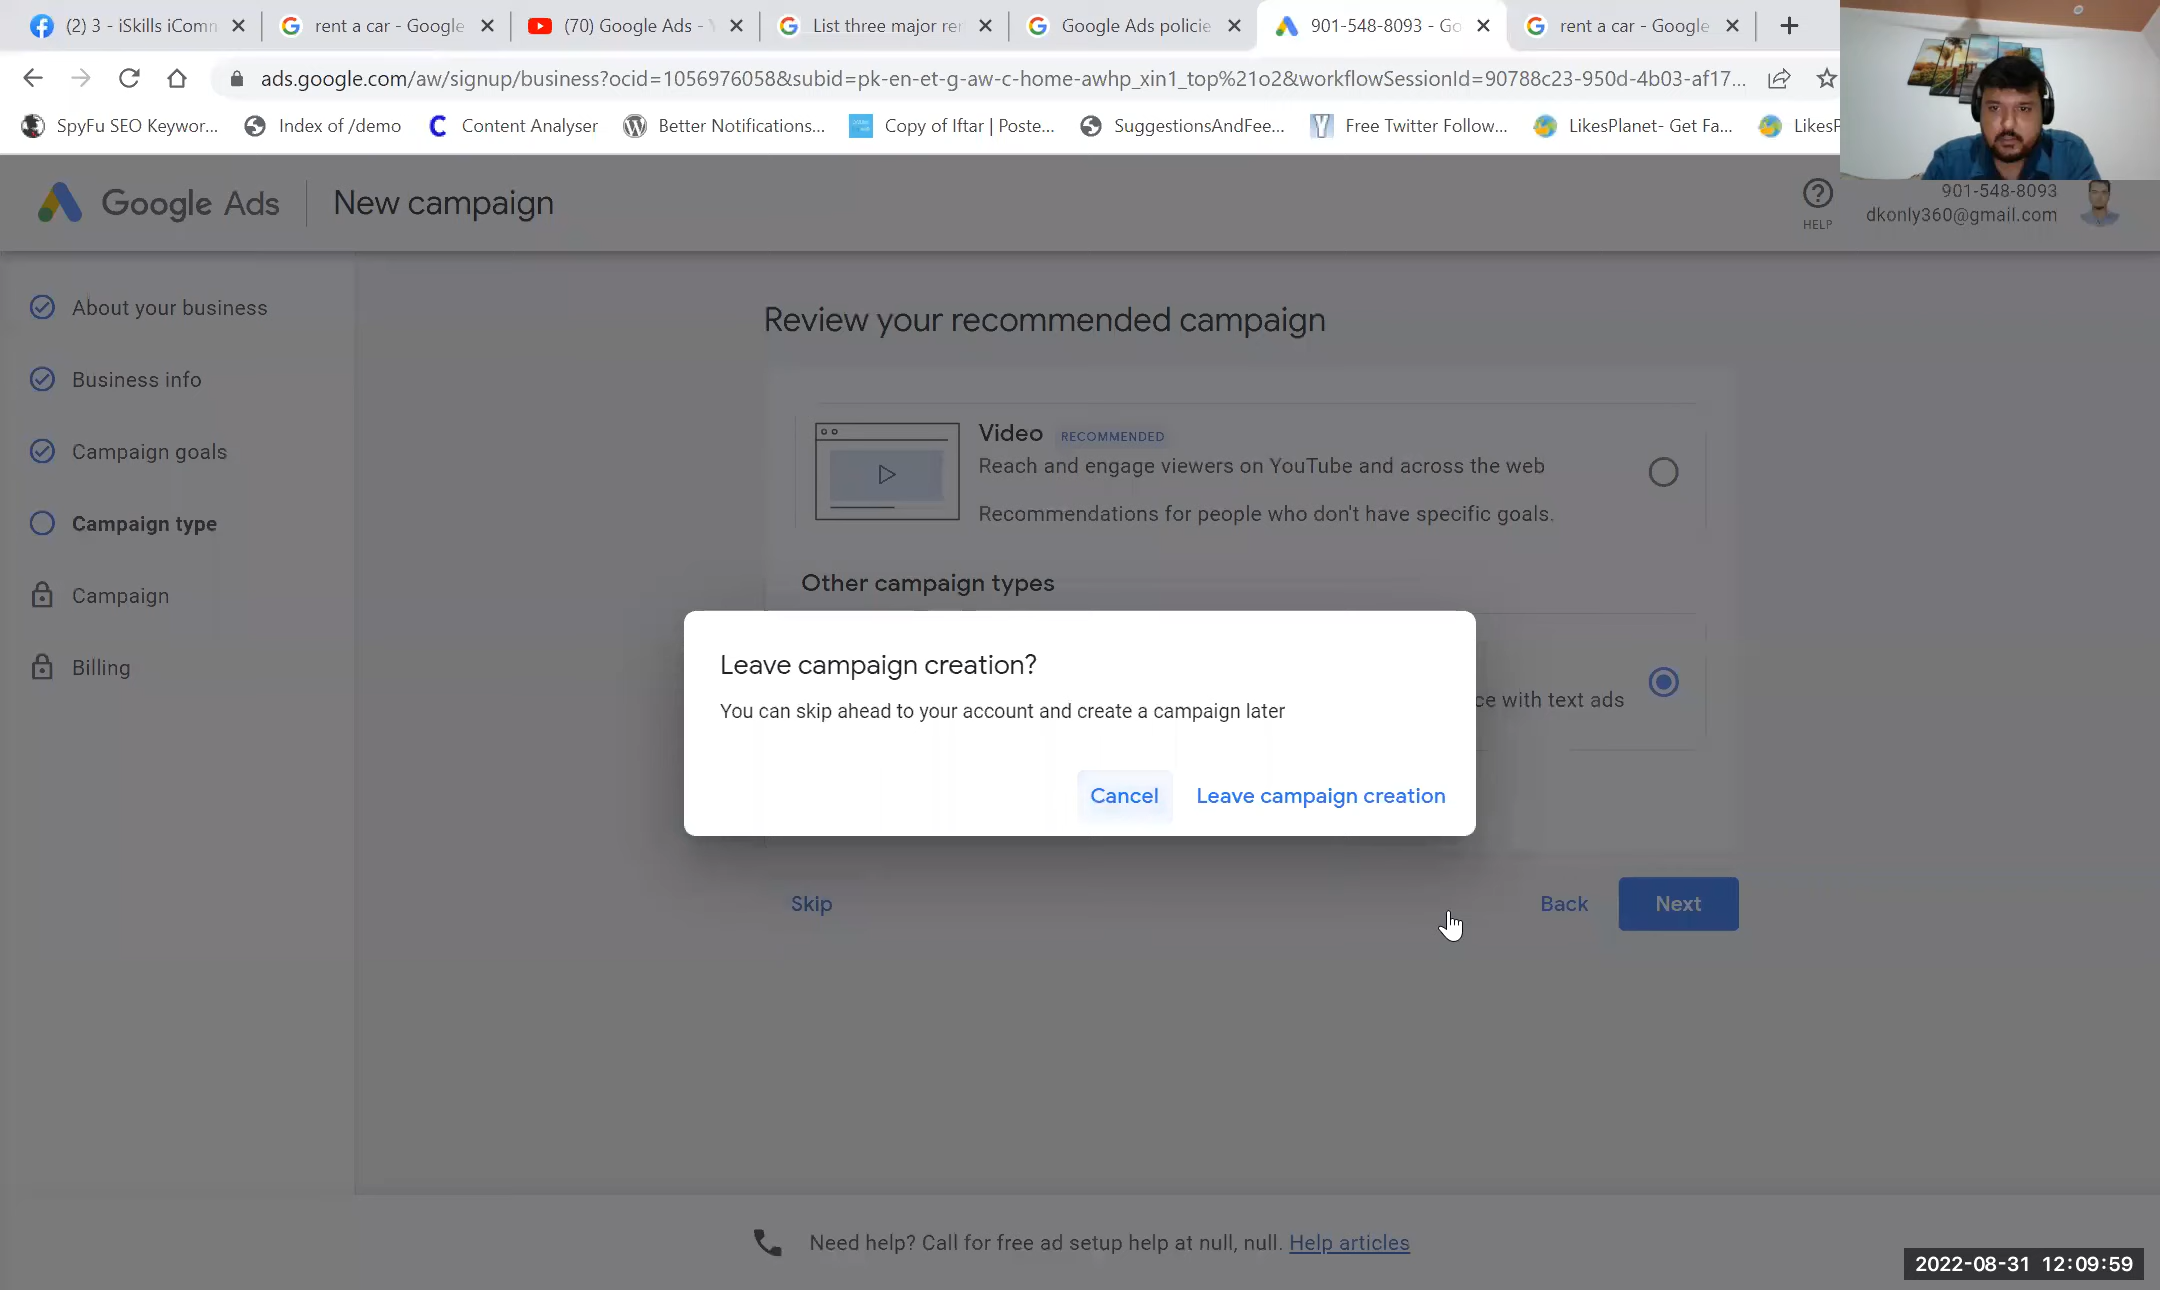 (2) 3 - iSkills iComm
rent a car - Google
(70) Google Ads -
List three major rer
Google Ads policie
901-548-8093 - Go
rent a car - Google
ads.google.com/aw/signup/business?ocid=1056976058&subid=pk-en-et-g-aw-c-home-awhp_xin1_top%21o2&workflowSessionId=90788c23-950d-4b03-af17...
SpyFu SEO Keywor...
Index of /demo
Content Analyser
Better Notifications...
Copy of Iftar | Poste...
SuggestionsAndFee...
Free Twitter Follow...
LikesPlanet- Get Fa...
LikesP
Google Ads
New campaign
HELP
901-548-8093
dkonly360@gmail.com
About your business
Business info
Campaign goals
Campaign type
Campaign
Billing
Review your recommended campaign
Video RECOMMENDED
Reach and engage viewers on YouTube and across the web
Recommendations for people who don't have specific goals.
Other campaign types
ce with text ads
Leave campaign creation?
You can skip ahead to your account and create a campaign later
Cancel
Leave campaign creation
Skip
Back
Next
Need help? Call for free ad setup help at null, null. Help articles
2022-08-31 12:09:59